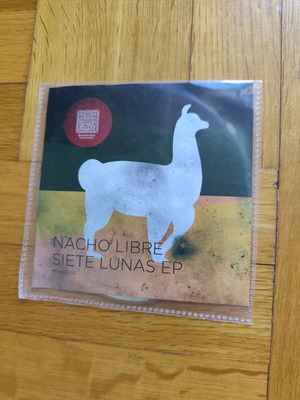 NACHO LIBRE
SIETE LUNAS EP